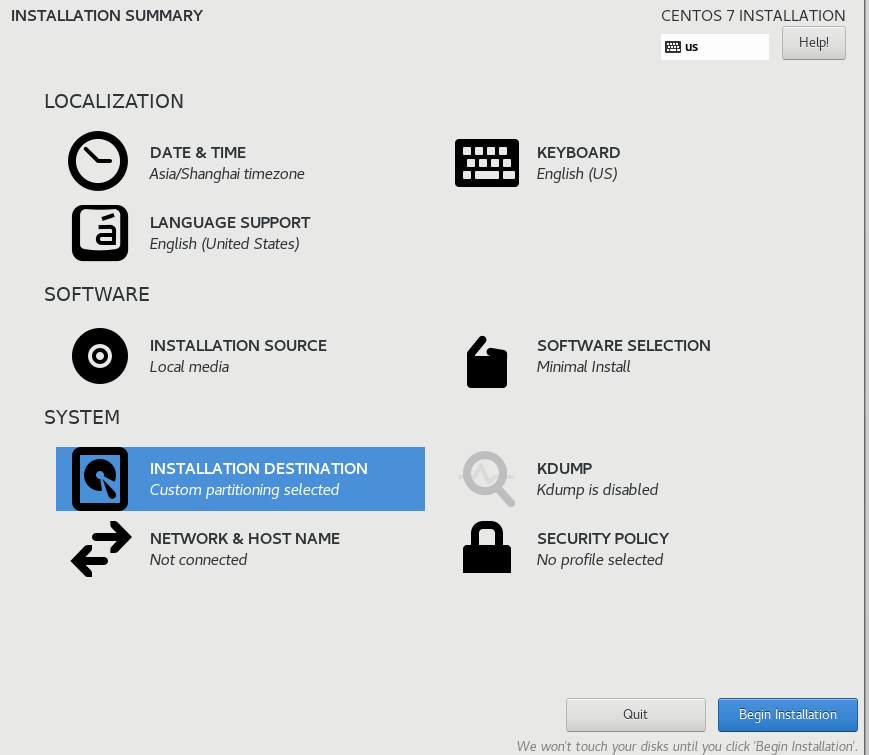 INSTALLATION SUMMARY
CENTOS 7 INSTALLATION
us
Help!
LOCALIZATION
DATE & TIME
Asia/Shanghai timezone
KEYBOARD
English (US)
á
LANGUAGE SUPPORT
English (United States)
SOFTWARE
INSTALLATION SOURCE
Local media
SOFTWARE SELECTION
Minimal Install
SYSTEM
INSTALLATION DESTINATION
Custom partitioning selected
KDUMP
Kdump is disabled
NETWORK & HOST NAME
Not connected
SECURITY POLICY
No profile selected
Quit
Begin Installation
We won't touch your disks until you click 'Begin Installation'.